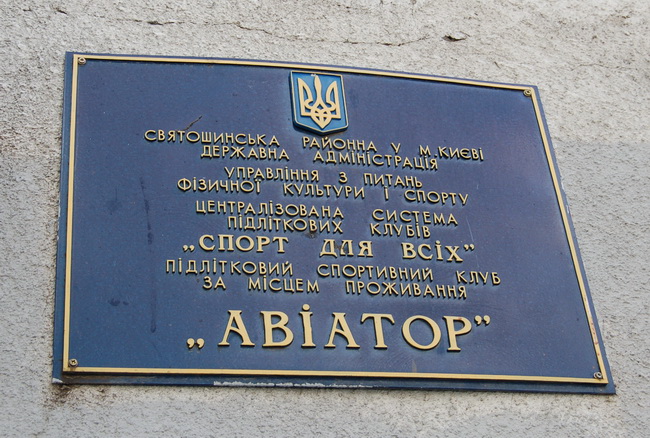 СВЯТОШИНСЬКА РАЙОННА У М.КИЄВІ
ДЕРЖАВНА АДМІНІСТРАЦІЯ
УПРАВЛІННЯ З ПИТАНЬ
ФІЗИЧНОЇ КУЛЬТУРИ І СПОРТУ
ЦЕНТРАЛІЗОВАНА СИСТЕМА
ПІДЛІТКОВИХ КЛУБІВ
„СПОРТ ДЛЯ ВСІХ”
ПІДЛІТКОВИЙ СПОРТИВНИЙ КЛУБ
ЗА МІСЦЕМ ПРОЖИВАННЯ
„АВІАТОР”